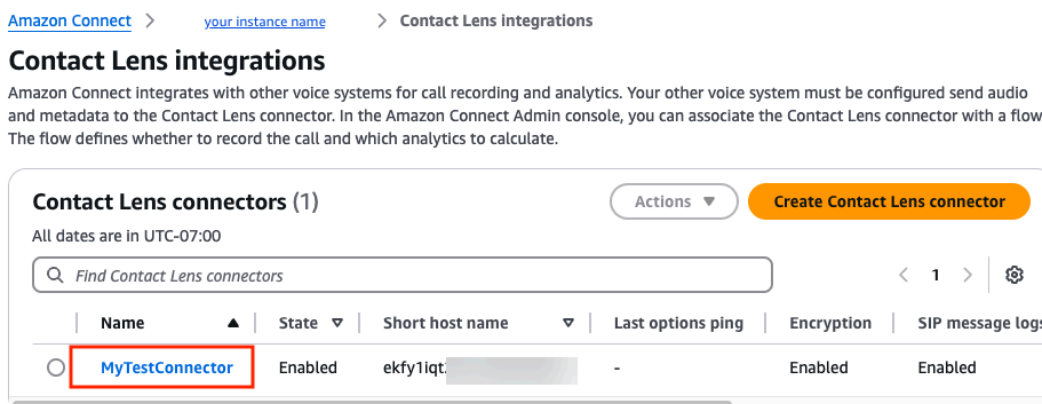 Amazon Connect > your instance name > Contact Lens integrations
Contact Lens integrations
Amazon Connect integrates with other voice systems for call recording and analytics. Your other voice system must be configured send audio
and metadata to the Contact Lens connector. In the Amazon Connect Admin console, you can associate the Contact Lens connector with a flow
The flow defines whether to record the call and which analytics to calculate.
Contact Lens connectors (1) Actions Create Contact Lens connector
All dates are in UTC-07:00
Find Contact Lens connectors < 1 >
Name State Short host name Last options ping Encryption SIP message logs
MyTestConnector Enabled ekfy1iqt - Enabled Enabled